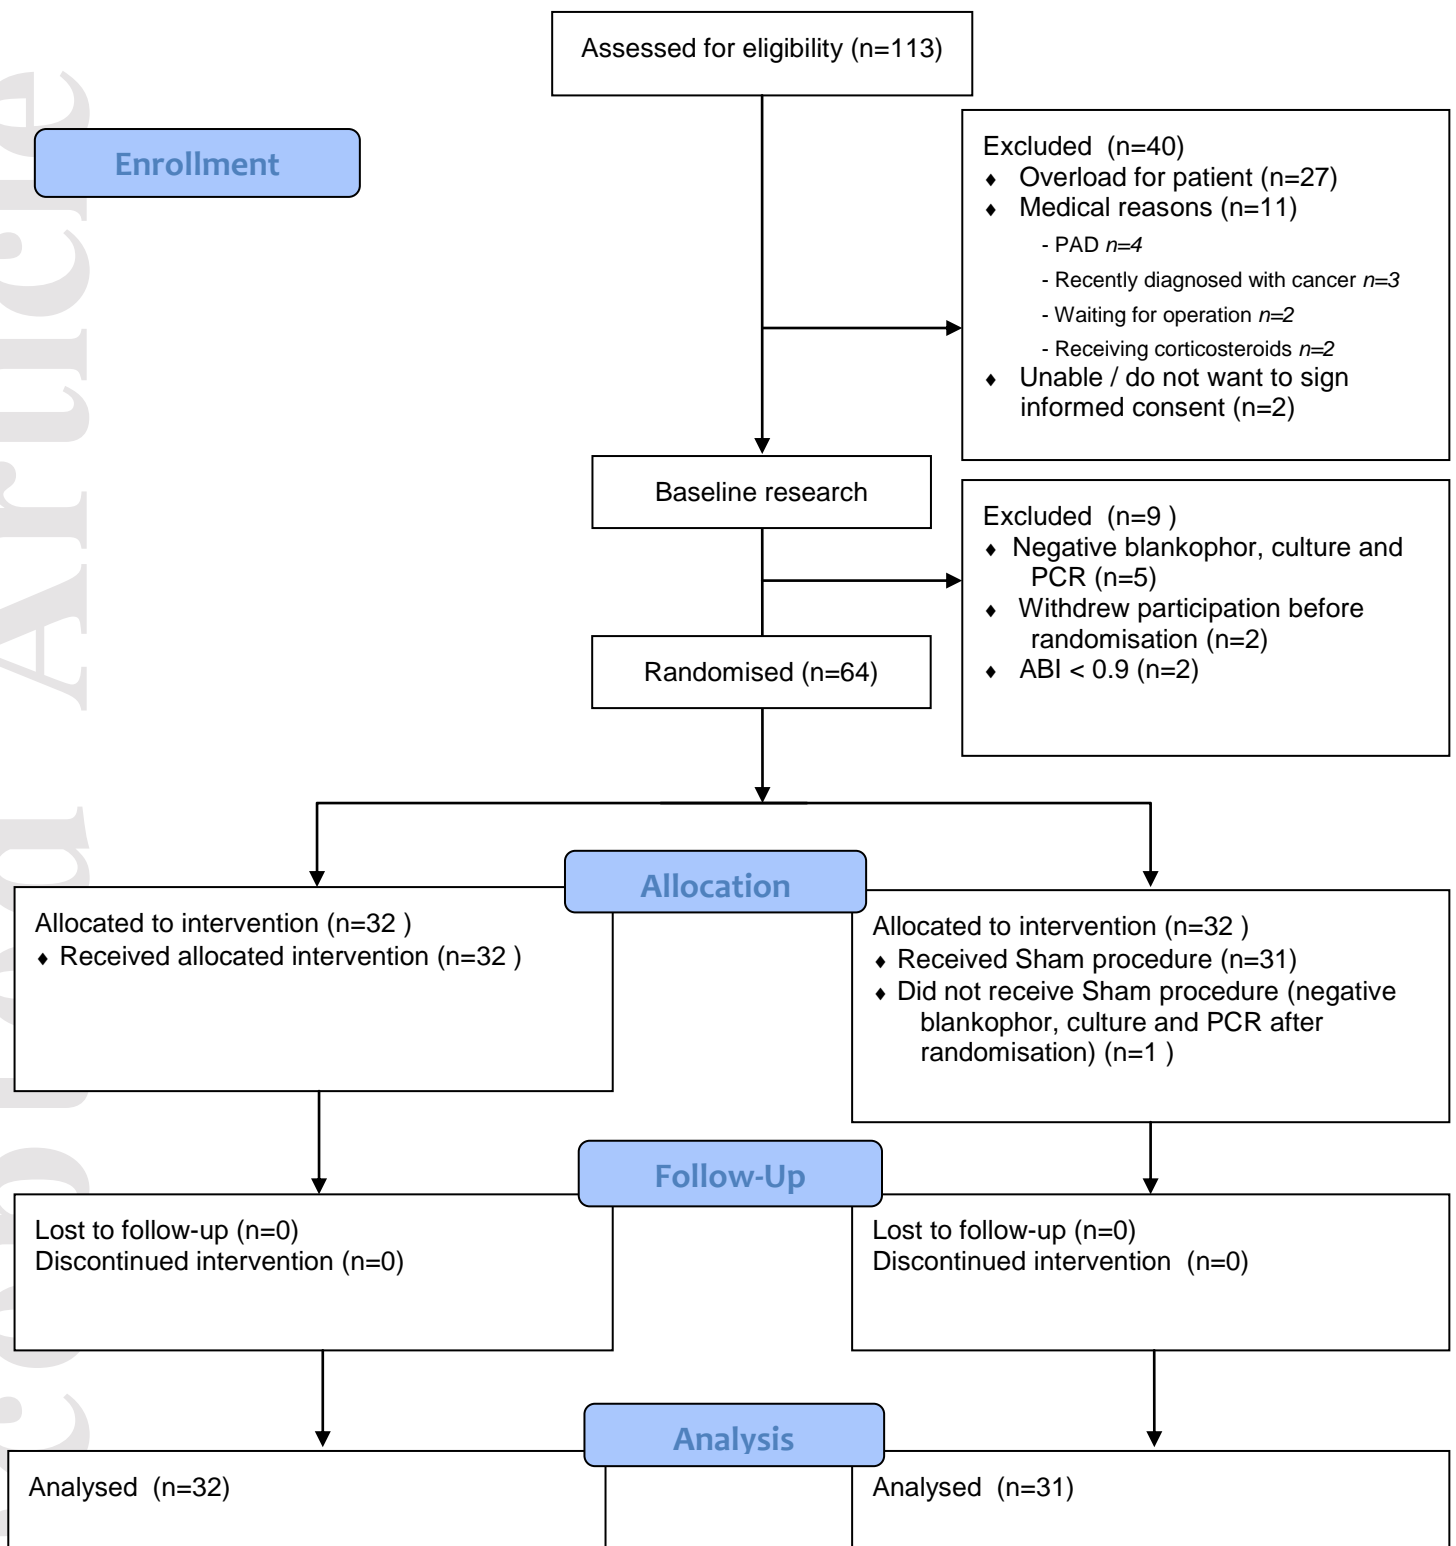 Assessed for eligibility (n=113)
Enrollment
Excluded (n=40)
♦ Overload for patient (n=27)
♦ Medical reasons (n=11)
- PAD n=4
- Recently diagnosed with cancer n=3
- Waiting for operation n=2
- Receiving corticosteroids n=2
♦ Unable / do not want to sign
informed consent (n=2)
Baseline research
Excluded (n=9 )
♦ Negative blankophor, culture and
PCR (n=5)
♦ Withdrew participation before
randomisation (n=2)
♦ ABI < 0.9 (n=2)
Randomised (n=64)
Allocation
Allocated to intervention (n=32 )
♦ Received allocated intervention (n=32 )
Allocated to intervention (n=32 )
♦ Received Sham procedure (n=31)
♦ Did not receive Sham procedure (negative
blankophor, culture and PCR after
randomisation) (n=1 )
Follow-Up
Lost to follow-up (n=0)
Discontinued intervention (n=0)
Lost to follow-up (n=0)
Discontinued intervention (n=0)
Analysis
Analysed (n=32)
Analysed (n=31)
Article